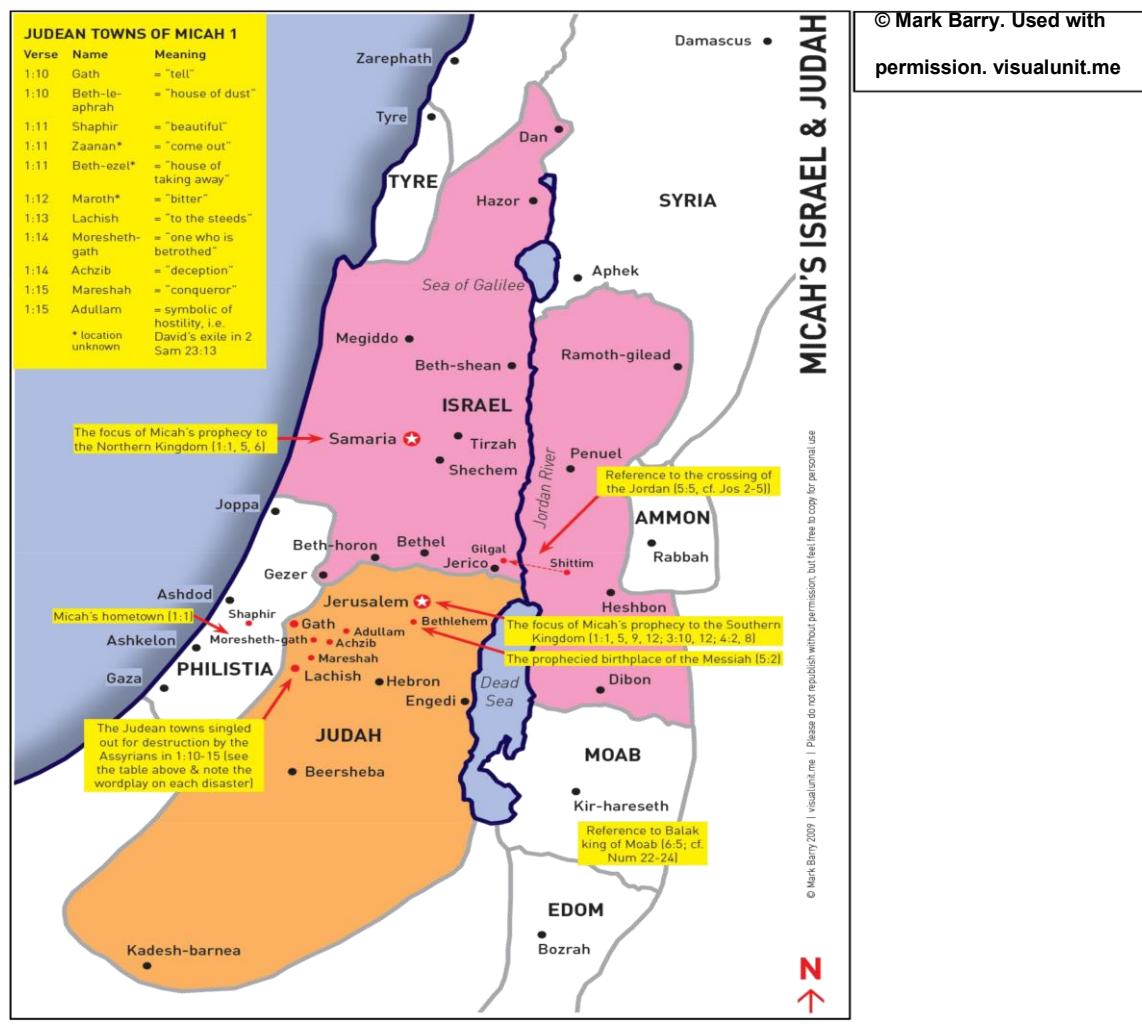 JUDEAN TOWNS OF MICAH 1
Verse Name Meaning
1:10 Gath = "tell"
1:10 Beth-le-aphrah = "house of dust"
1:11 Shaphir = "beautiful"
1:11 Zaanan* = "come out"
1:11 Beth-ezel* = "house of taking away"
1:12 Maroth* = "bitter"
1:13 Lachish = "to the steeds"
1:14 Moresheth-gath = "one who is betrothed"
1:14 Achzib = "deception"
1:15 Mareshah = "conqueror"
1:15 Adullam = symbolic of hostility, i.e. David's exile in 2 Sam 23:13
* location unknown
© Mark Barry. Used with
permission. visualunit.me
MICAH'S ISRAEL & JUDAH
Zarephath
Damascus
Tyre
Dan
TYRE
Hazor
SYRIA
Sea of Galilee
Aphek
Megiddo
Beth-shean
Ramoth-gilead
ISRAEL
The focus of Micah's prophecy to
the Northern Kingdom (1:1, 5, 6)
Samaria
Tirzah
Shechem
Penuel
Jordan River
Reference to the crossing of
the Jordan (5:5, cf. Jos 2-5))
Joppa
AMMON
Rabbah
Beth-horon
Bethel
Gilgal
Jerico
Shittim
Gezer
Ashdod
Jerusalem
Heshbon
Micah's hometown (1:1)
Shaphir
Gath
Bethlehem
The focus of Micah's prophecy to the Southern
Kingdom (1:1, 5, 9, 12; 3:10, 12; 4:2, 8)
Ashkelon
Moresheth-gath
Adullam
Achzib
Mareshah
The prophecied birthplace of the Messiah (5:2)
PHILISTIA
Gaza
Lachish
Hebron
Engedi
Dead
Sea
Dibon
The Judean towns singled
out for destruction by the
Assyrians in 1:10-15 (see
the table above & note the
wordplay on each disaster)
JUDAH
Beersheba
MOAB
Kir-hareseth
Reference to Balak
king of Moab (6:5; cf.
Num 22-24)
EDOM
Bozrah
Kadesh-barnea
N
© Mark Barry 2009 | visualunit.me | Please do not republish without permission, but feel free to copy for personal use